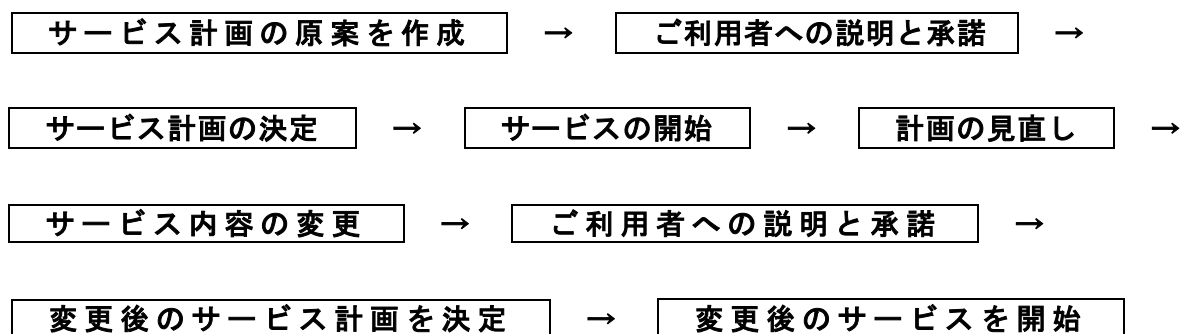 サービス計画の原案を作成 → ご利用者への説明と承諾 →
サービス計画の決定 → サービスの開始 → 計画の見直し →
サービス内容の変更 → ご利用者への説明と承諾 →
変更後のサービス計画を決定 → 変更後のサービスを開始